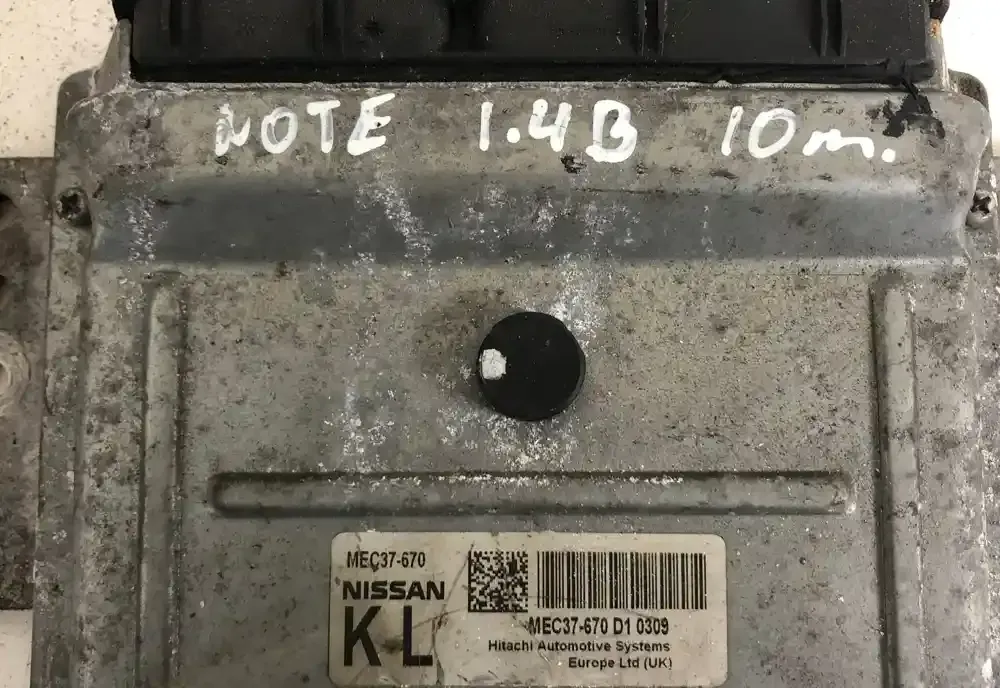 NOTE 1.4B 10m.
MEC37-670
NISSAN
KL
MEC37-670 D1 0309
Hitachi Automotive Systems
Europe Ltd (UK)